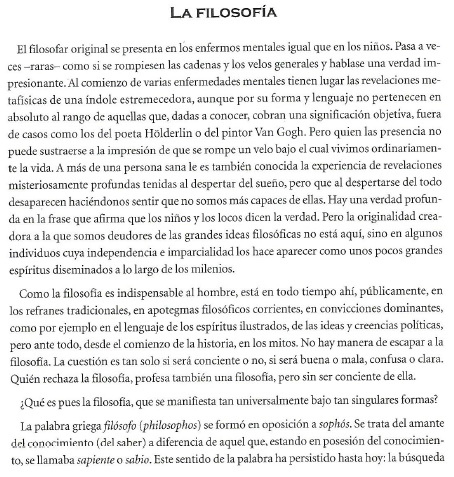 LA FILOSOFÍA
El filosofar original se presenta en los enfermos mentales igual que en los niños. Pasa a ve-
ces –raras– como si se rompiesen las cadenas y los velos generales y hablase una verdad im-
presionante. Al comienzo de varias enfermedades mentales tienen lugar las revelaciones me-
tafísicas de una índole estremecedora, aunque por su forma y lenguaje no pertenecen en
absoluto al rango de aquellas que, dadas a conocer, cobran una significación objetiva, fuera
de casos como los del poeta Hölderlin o del pintor Van Gogh. Pero quien las presencia no
puede sustraerse a la impresión de que se rompe un velo bajo el cual vivimos ordinariamen-
te la vida. A más de una persona sana le es también conocida la experiencia de revelaciones
misteriosamente profundas tenidas al despertar del sueño, pero que al despertarse del todo
desaparecen haciéndonos sentir que no somos más capaces de ellas. Hay una verdad profun-
da en la frase que afirma que los niños y los locos dicen la verdad. Pero la originalidad crea-
dora a la que somos deudores de las grandes ideas filosóficas no está aquí, sino en algunos
individuos cuya independencia e imparcialidad los hace aparecer como unos pocos grandes
espíritus diseminados a lo largo de los milenios.
Como la filosofía es indispensable al hombre, está en todo tiempo ahí, públicamente, en
los refranes tradicionales, en apotegmas filosóficos corrientes, en convicciones dominantes,
como por ejemplo en el lenguaje de los espíritus ilustrados, de las ideas y creencias políticas,
pero ante todo, desde el comienzo de la historia, en los mitos. No hay manera de escapar a la
filosofía. La cuestión es tan solo si será conciente o no, si será buena o mala, confusa o clara.
Quién rechaza la filosofía, profesa también una filosofía, pero sin ser conciente de ella.
¿Qué es pues la filosofía, que se manifiesta tan universalmente bajo tan singulares formas?
La palabra griega filósofo (philosophos) se formó en oposición a sophós. Se trata del amante
del conocimiento (del saber) a diferencia de aquel que, estando en posesión del conocimien-
to, se llamaba sapiente o sabio. Este sentido de la palabra ha persistido hasta hoy: la búsqueda